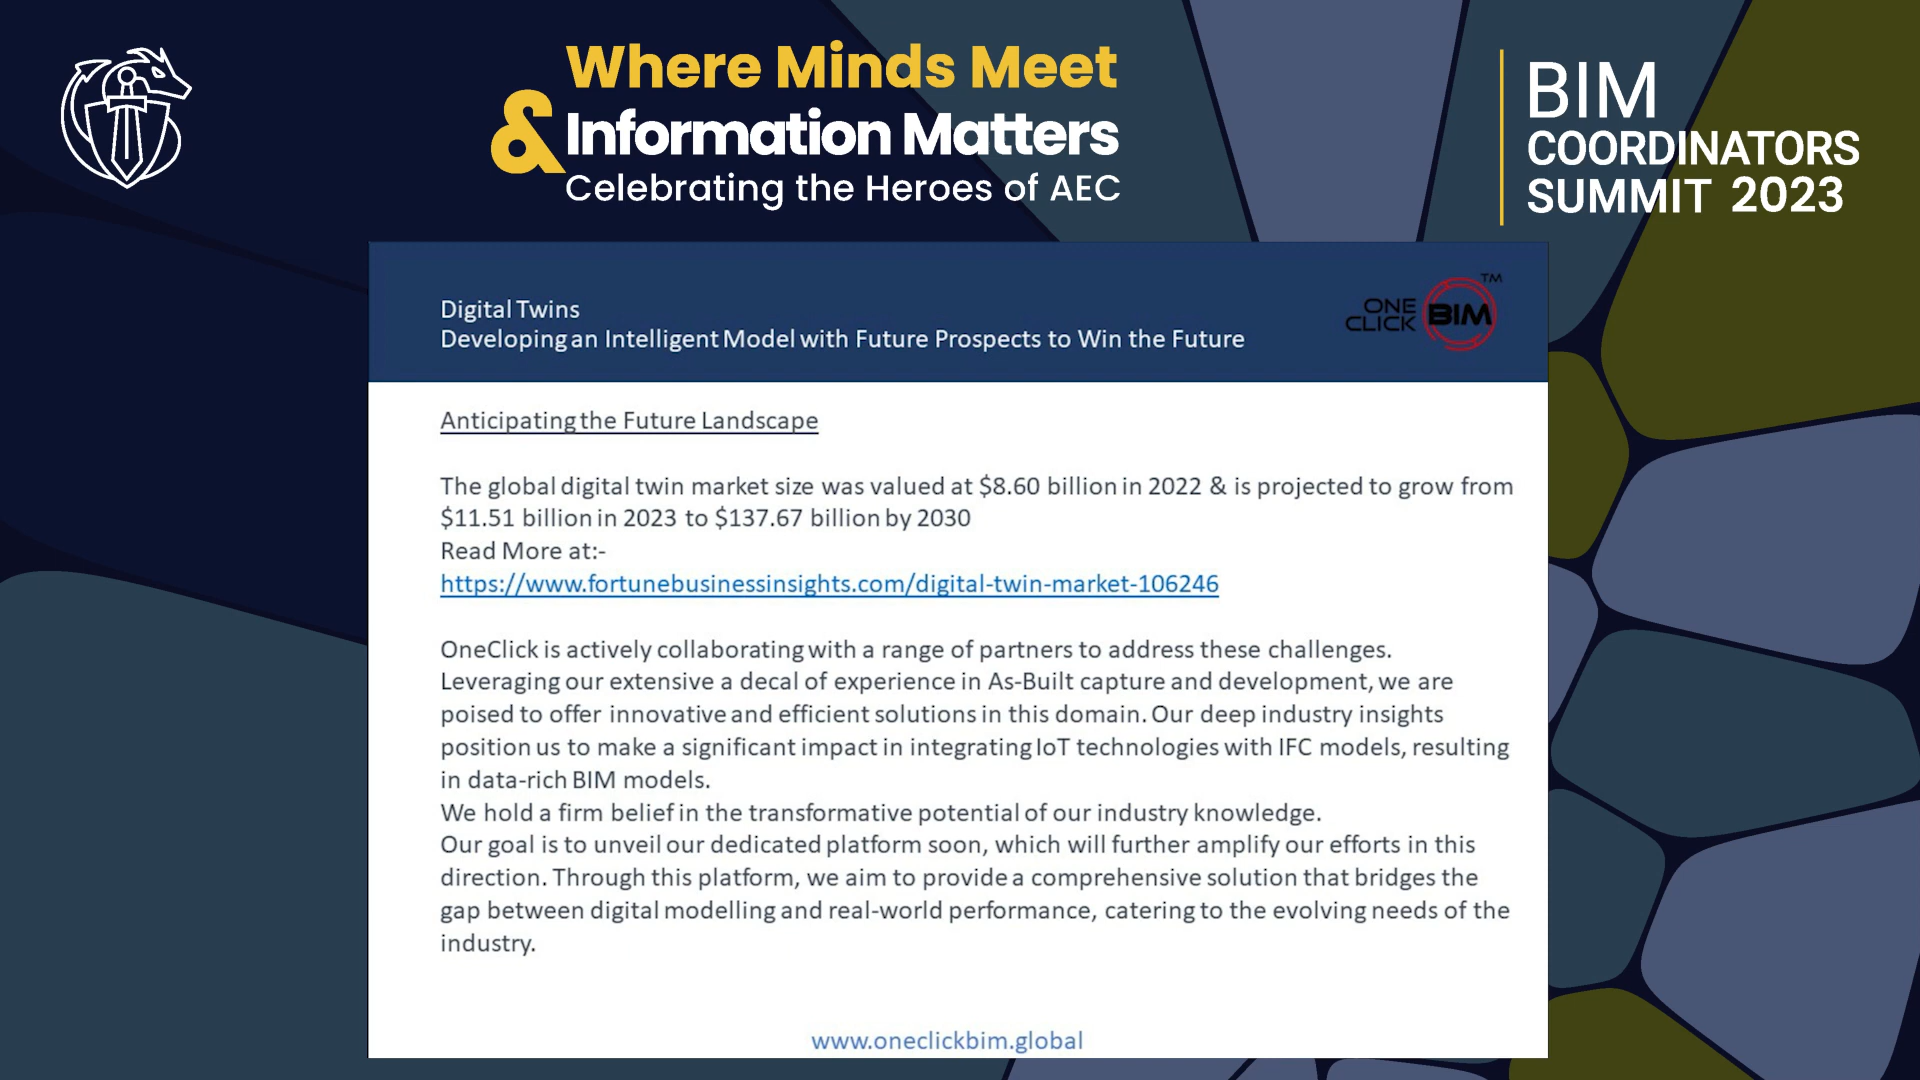 Where Minds Meet
& Information Matters
Celebrating the Heroes of AEC
BIM
COORDINATORS
SUMMIT 2023
Digital Twins
Developing an Intelligent Model with Future Prospects to Win the Future
ONE
CLICK BIM TM
Anticipating the Future Landscape
The global digital twin market size was valued at $8.60 billion in 2022 & is projected to grow from
$11.51 billion in 2023 to $137.67 billion by 2030
Read More at:-
https://www.fortunebusinessinsights.com/digital-twin-market-106246
OneClick is actively collaborating with a range of partners to address these challenges.
Leveraging our extensive a decal of experience in As-Built capture and development, we are
poised to offer innovative and efficient solutions in this domain. Our deep industry insights
position us to make a significant impact in integrating IoT technologies with IFC models, resulting
in data-rich BIM models.
We hold a firm belief in the transformative potential of our industry knowledge.
Our goal is to unveil our dedicated platform soon, which will further amplify our efforts in this
direction. Through this platform, we aim to provide a comprehensive solution that bridges the
gap between digital modelling and real-world performance, catering to the evolving needs of the
industry.
www.oneclickbim.global